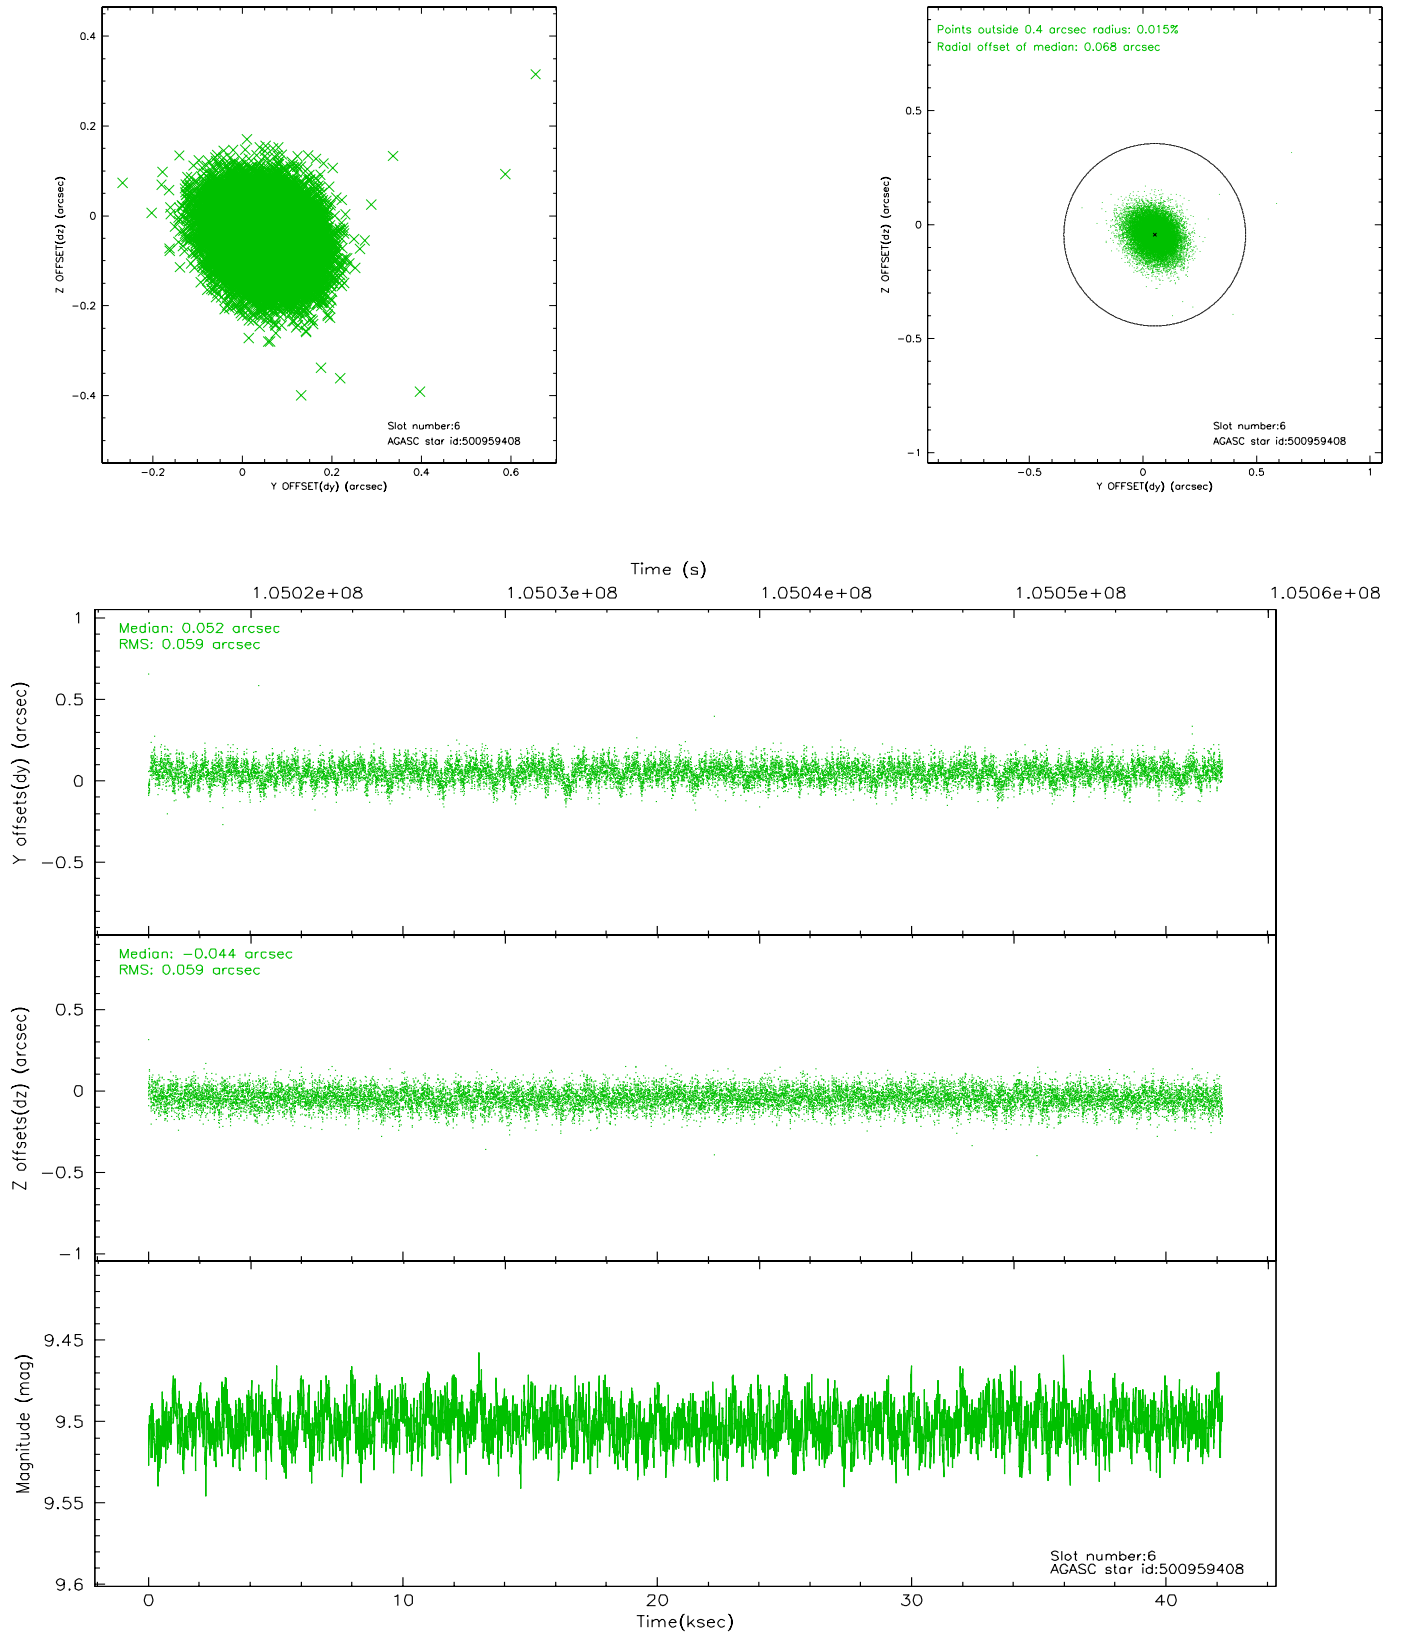 0.4
0.2
0
−0.2
−0.4
Z OFFSET(dz) (arcsec)
Slot number:6
AGASC star id:500959408
−0.2 0 0.2 0.4 0.6
Y OFFSET(dy) (arcsec)
Points outside 0.4 arcsec radius: 0.015%
Radial offset of median: 0.068 arcsec
0.5
0
−0.5
−1
Z OFFSET(dz) (arcsec)
Slot number:6
AGASC star id:500959408
−0.5 0 0.5 1
Y OFFSET(dy) (arcsec)
Time (s)
1.0502e+08 1.0503e+08 1.0504e+08 1.0505e+08 1.0506e+08
Median: 0.052 arcsec
RMS: 0.059 arcsec
1
0.5
0
−0.5
Y offsets(dy) (arcsec)
Median: −0.044 arcsec
RMS: 0.059 arcsec
0.5
0
−0.5
−1
Z offsets(dz) (arcsec)
9.45
9.5
9.55
9.6
Magnitude (mag)
Slot number:6
AGASC star id:500959408
0 10 20 30 40
Time(ksec)